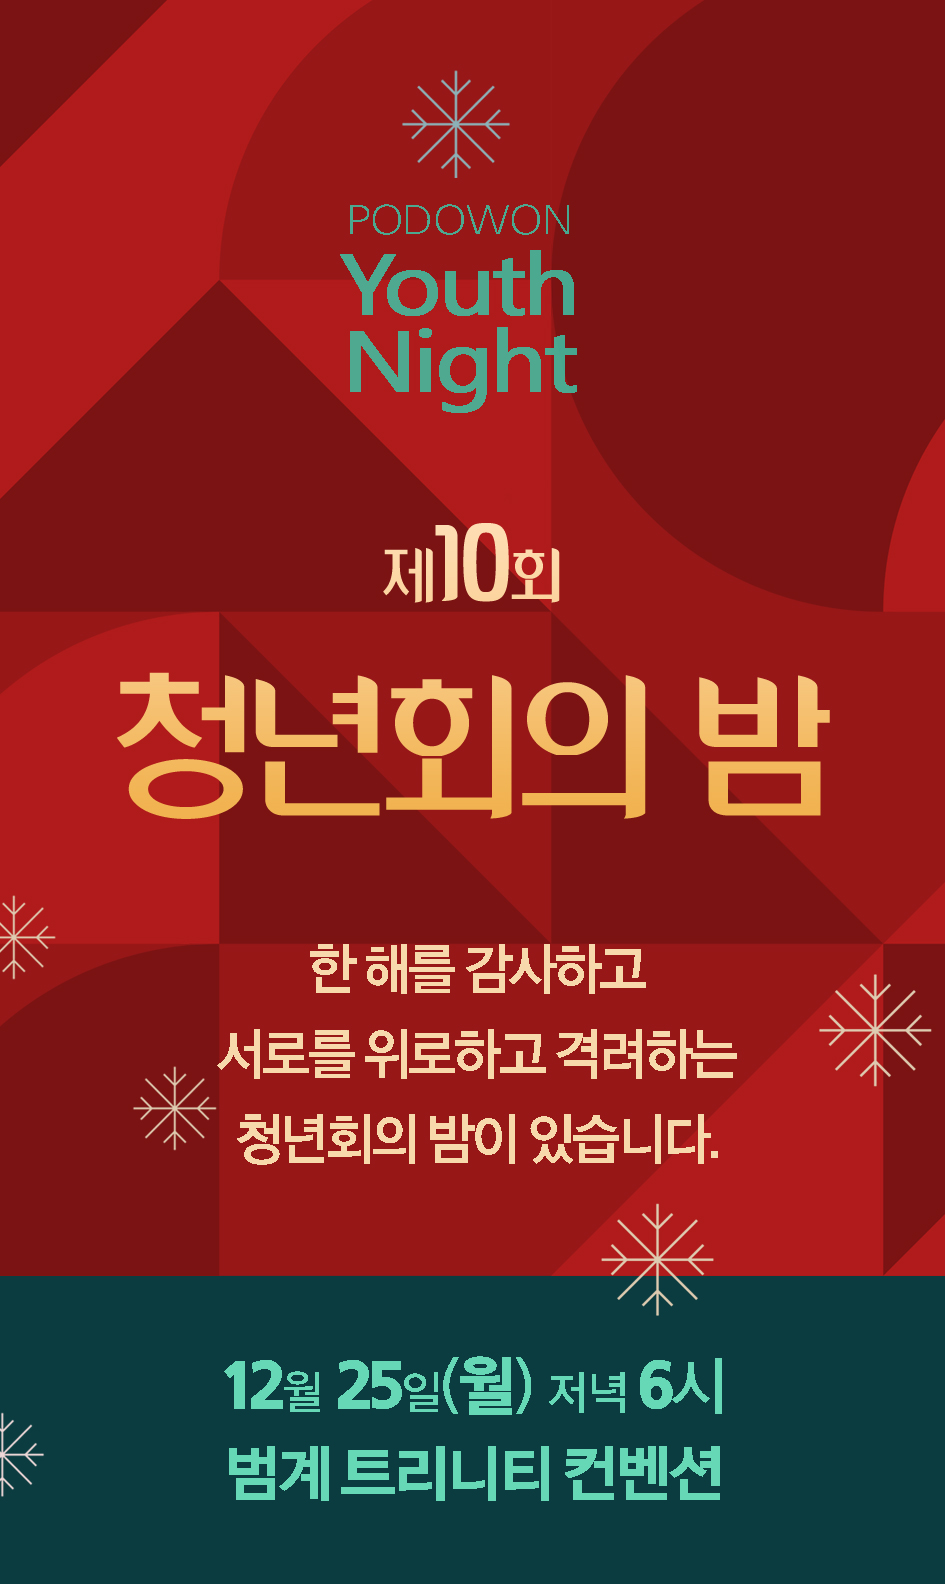 PODOWON
Youth
Night
제10회
청년회의 밤
한 해를 감사하고
서로를 위로하고 격려하는
청년회의 밤이 있습니다.
12월 25일(월) 저녁 6시
범계 트리니티 컨벤션